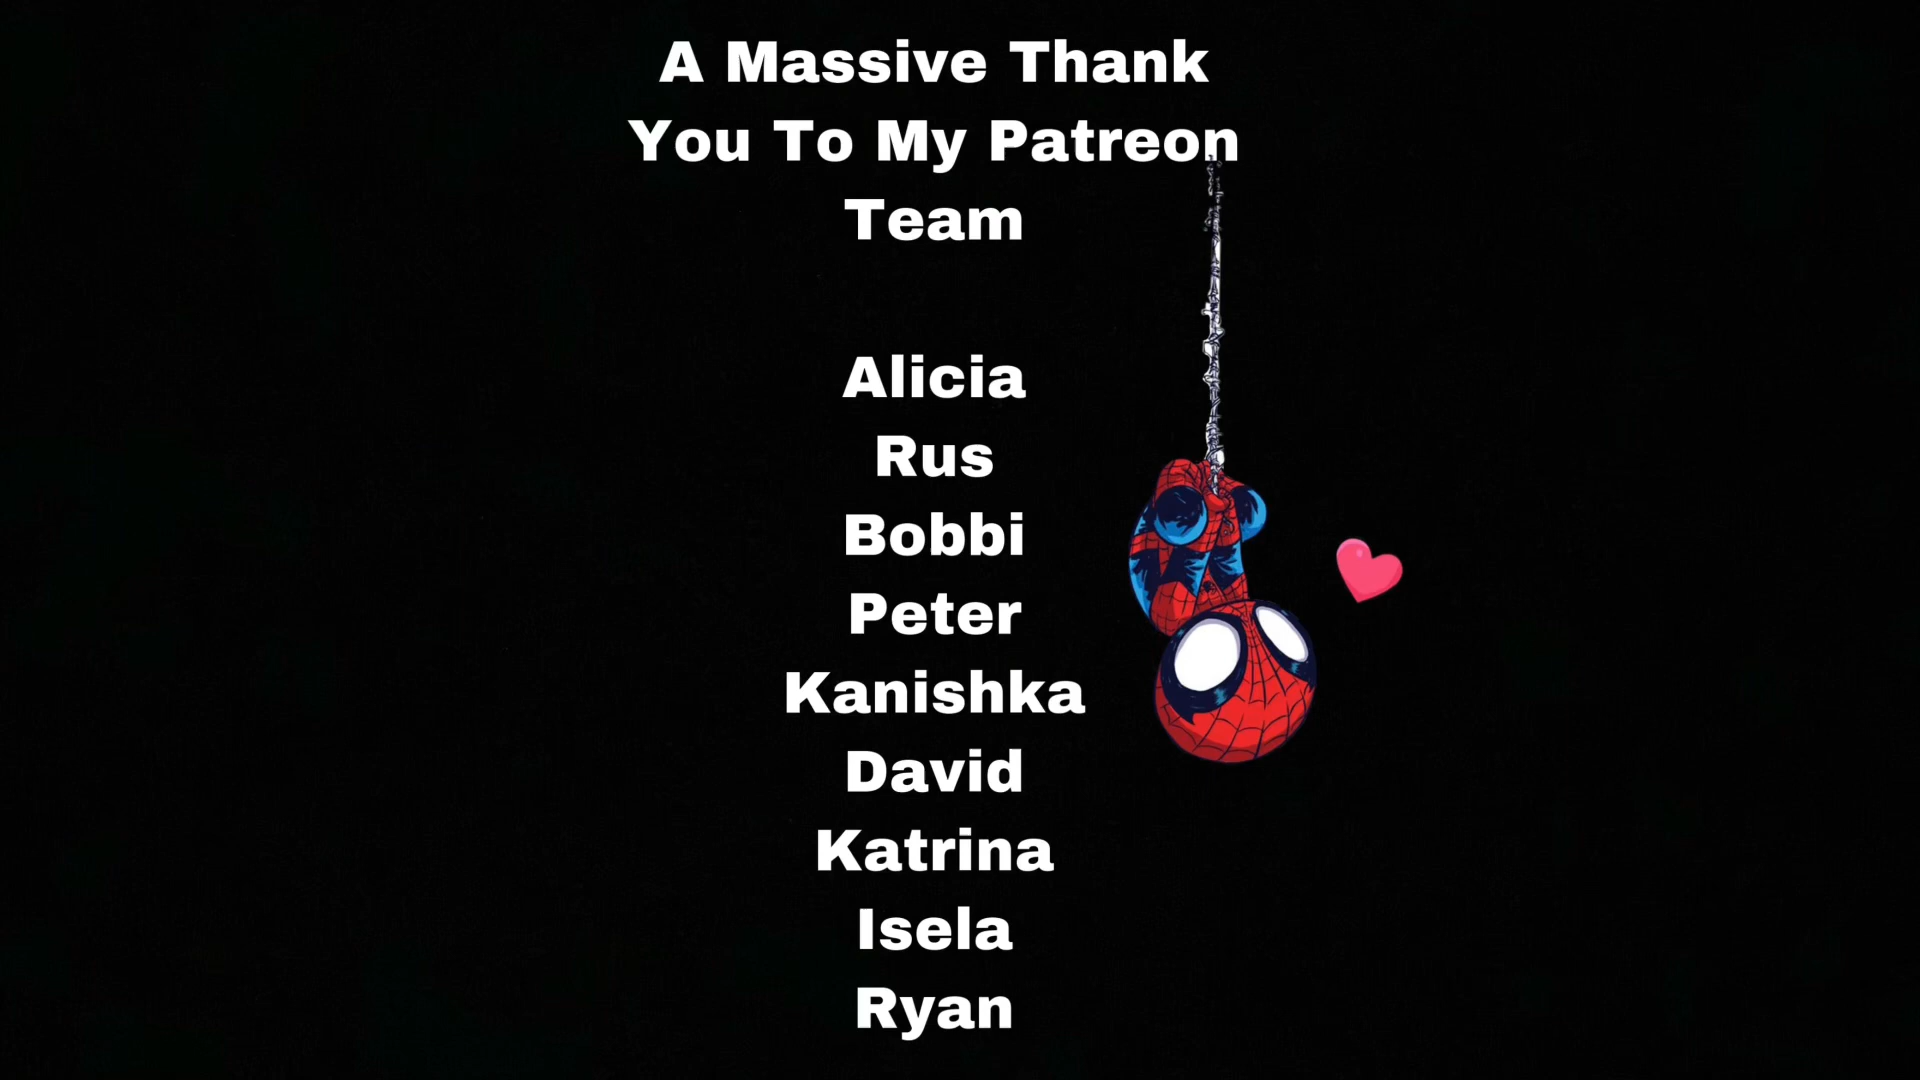 A Massive Thank
You To My Patreon
Team
Alicia
Rus
Bobbi
Peter
Kanishka
David
Katrina
Isela
Ryan